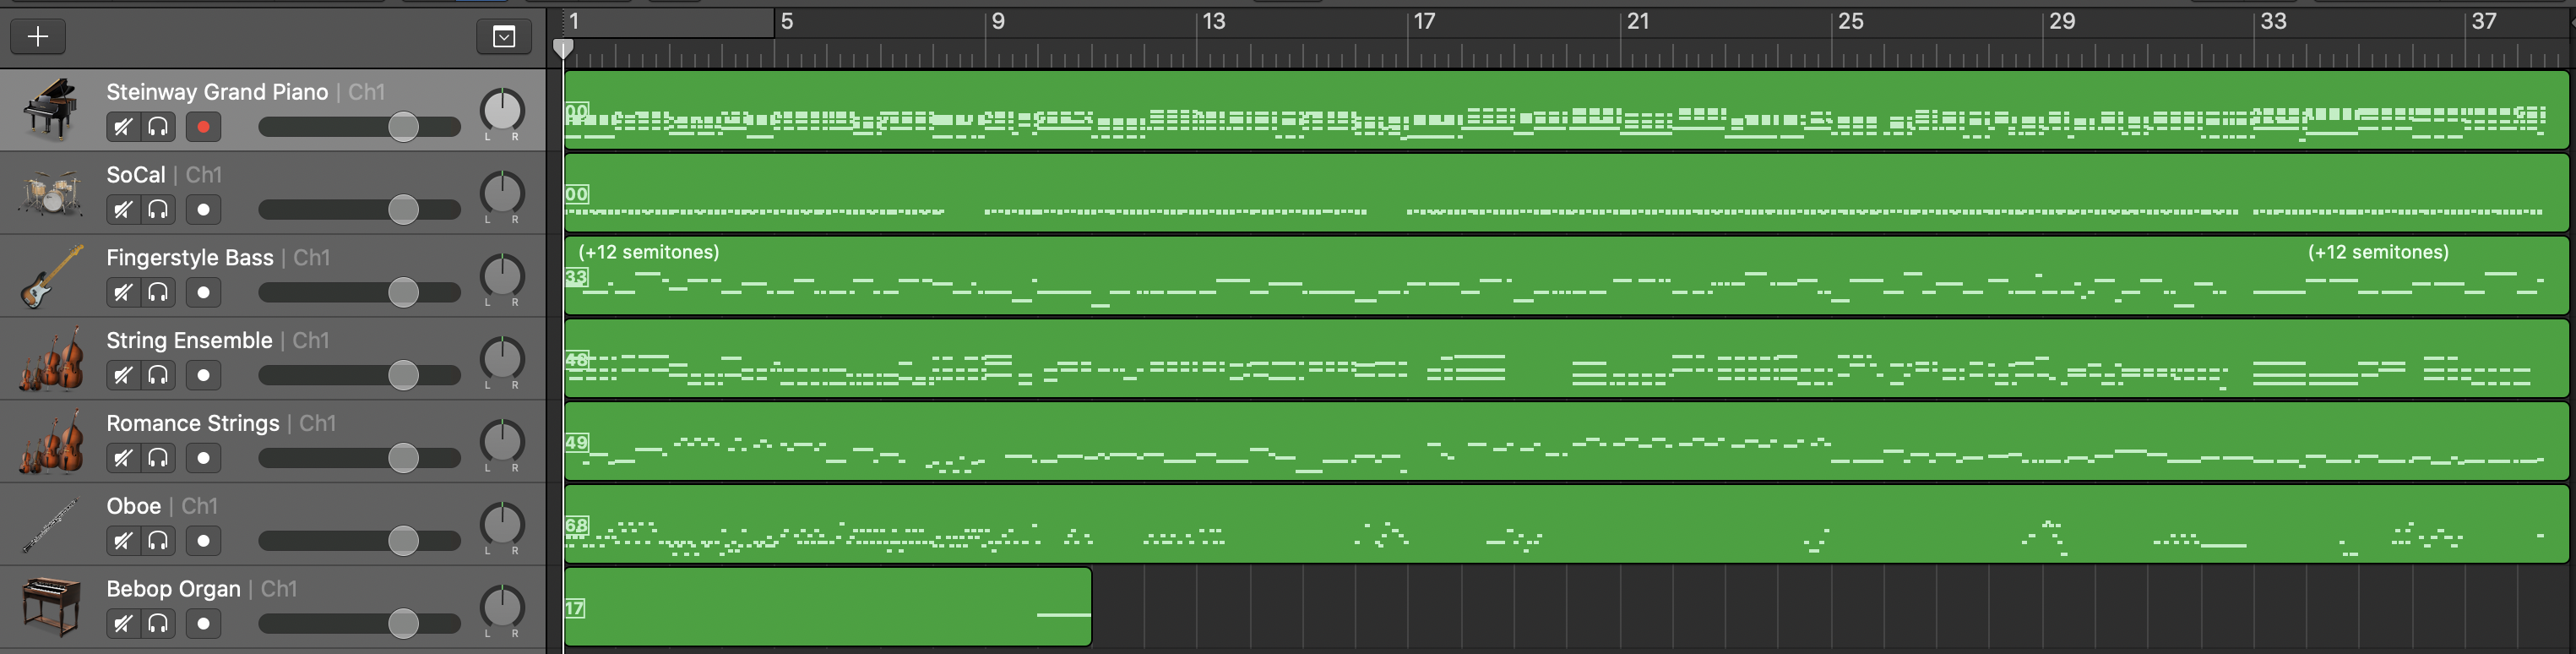 1 5 9 13 17 21 25 29 33 37
Steinway Grand Piano | Ch1
L R
00
SoCal | Ch1
L R
00
Fingerstyle Bass | Ch1
L R
(+12 semitones) (+12 semitones)
33
String Ensemble | Ch1
L R
48
Romance Strings | Ch1
L R
49
Oboe | Ch1
L R
68
Bebop Organ | Ch1
L R
17